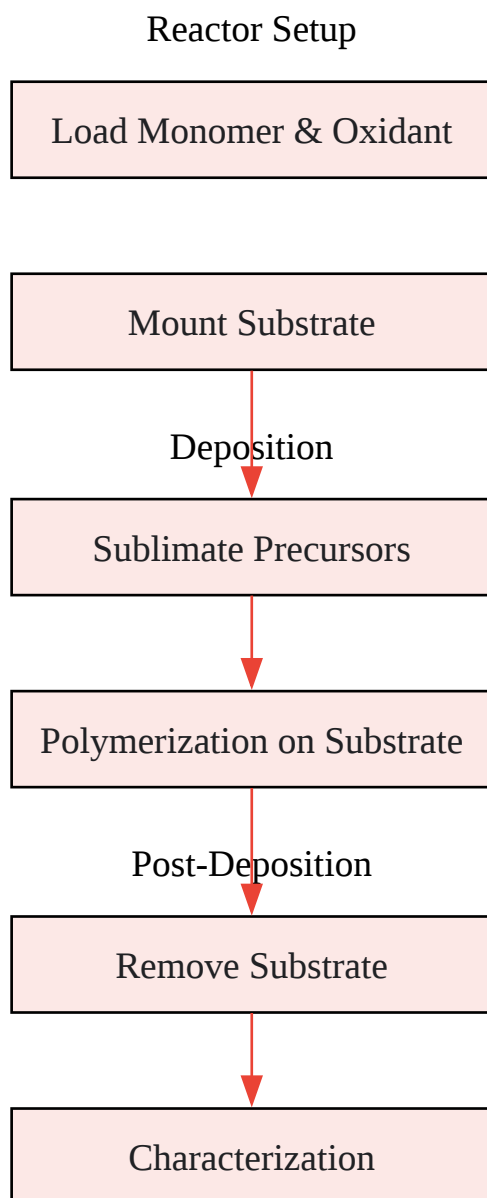 Reactor Setup
Load Monomer & Oxidant
Mount Substrate
Deposition
Sublimate Precursors
Polymerization on Substrate
Post-Deposition
Remove Substrate
Characterization